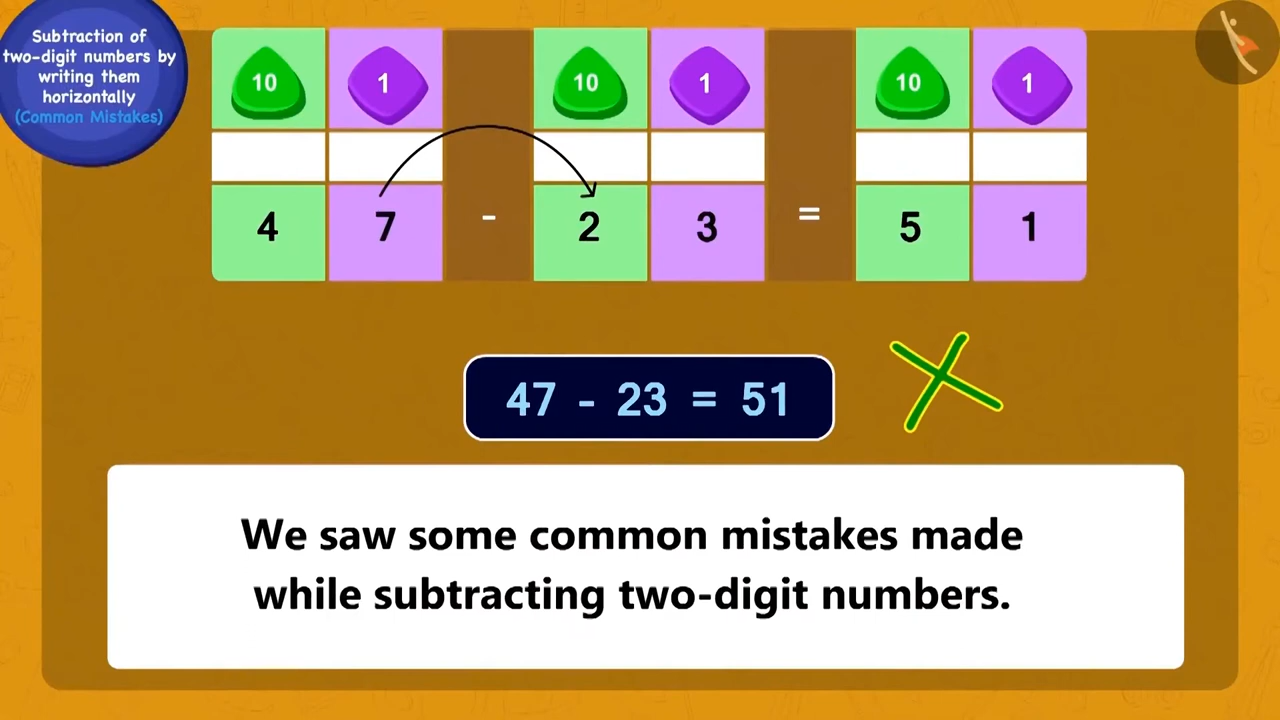 Subtraction of
two-digit numbers by
writing them
horizontally
(Common Mistakes)
10 1 10 1 10 1
4 7 - 2 3 = 5 1
47 - 23 = 51
We saw some common mistakes made
while subtracting two-digit numbers.